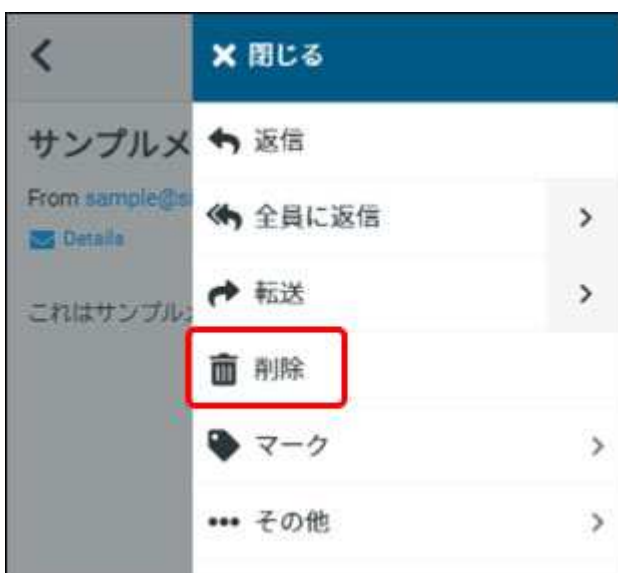 閉じる
サンプルメ
返信
From sample@s
全員に返信
Details
転送
これはサンプル
削除
マーク
その他